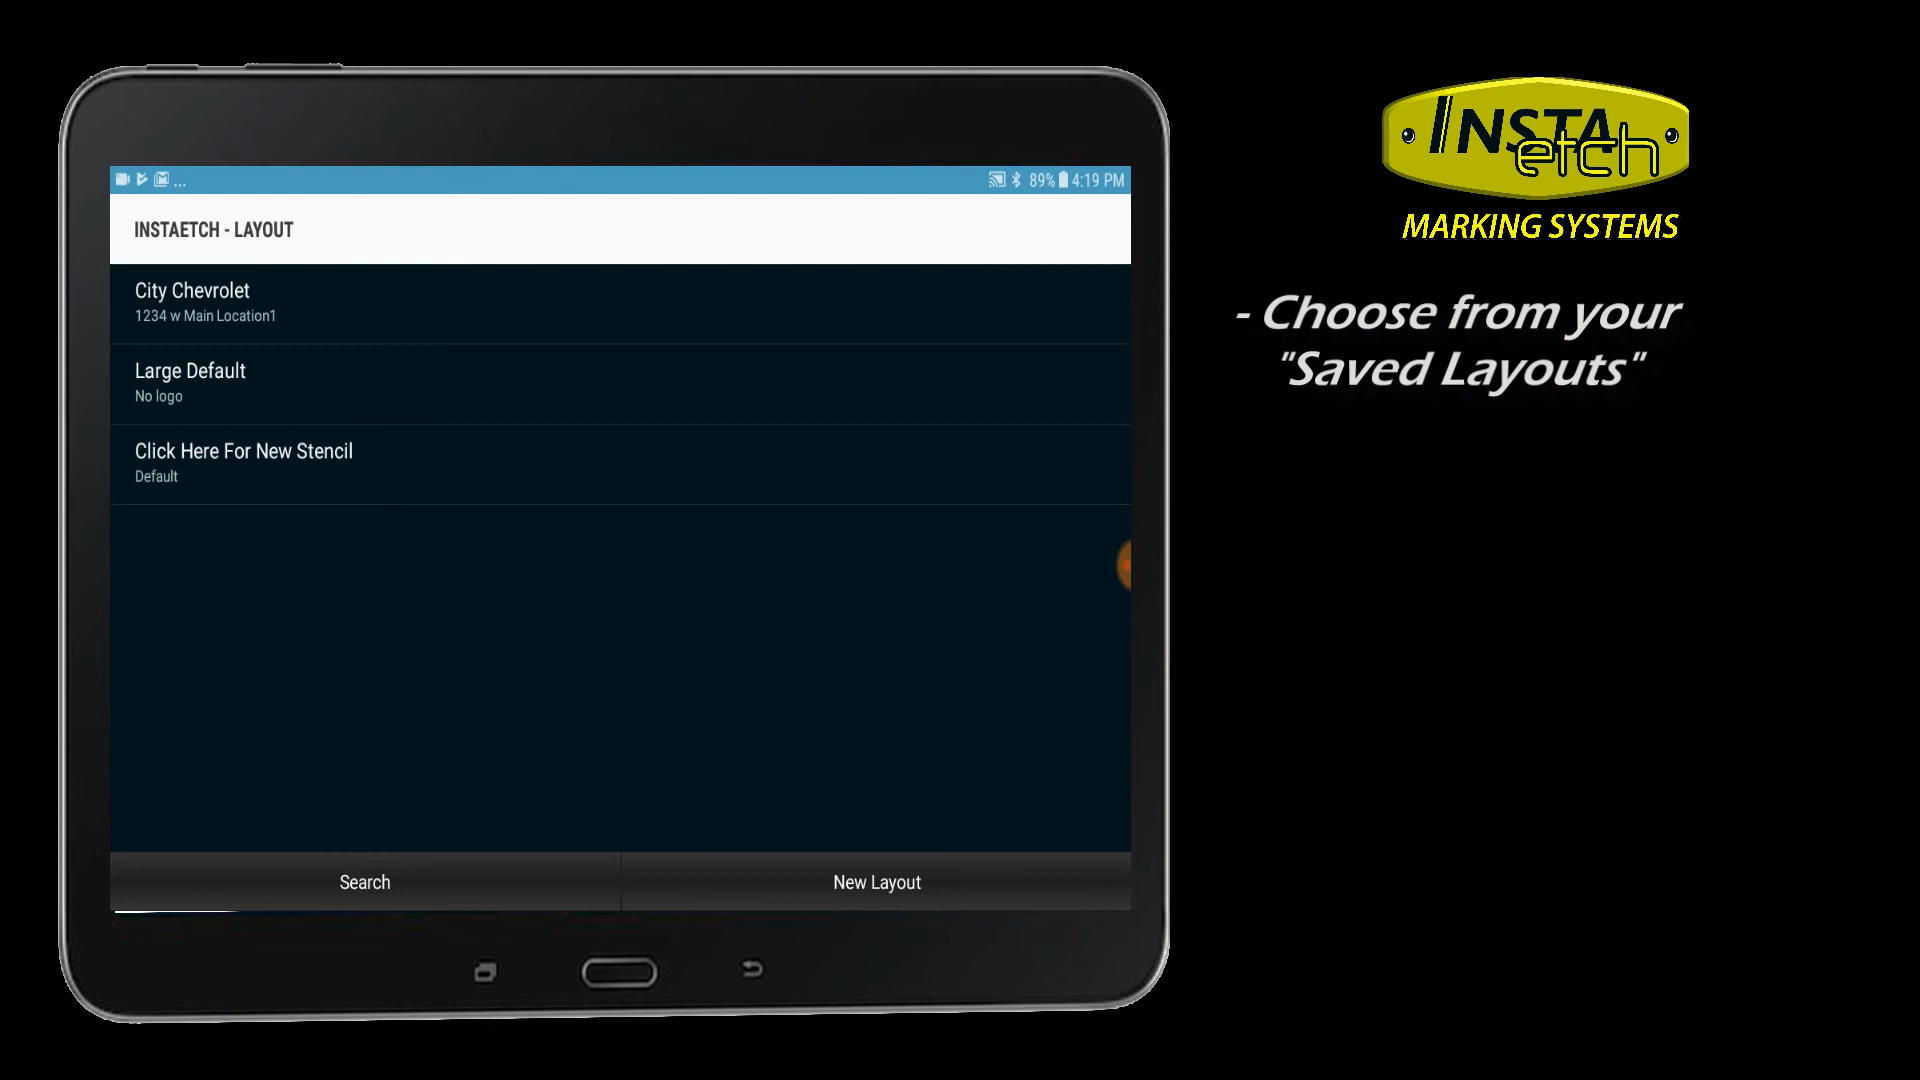 ... 89% 4:19 PM
INSTAETCH - LAYOUT
City Chevrolet
1234 w Main Location1
Large Default
No logo
Click Here For New Stencil
Default
Search
New Layout
INSTA
etch
MARKING SYSTEMS
- Choose from your
"Saved Layouts"